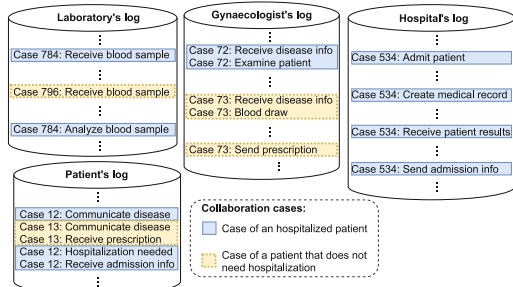 Laboratory's log
Case 784: Receive blood sample
Case 796: Receive blood sample
Case 784: Analyze blood sample
Gynaecologist's log
Case 72: Receive disease info
Case 72: Examine patient
Case 73: Receive disease info
Case 73: Blood draw
Case 73: Send prescription
Hospital's log
Case 534: Admit patient
Case 534: Create medical record
Case 534: Receive patient results
Case 534: Send admission info
Patient's log
Case 12: Communicate disease
Case 13: Communicate disease
Case 13: Receive prescription
Case 12: Hospitalization needed
Case 12: Receive admission info
Collaboration cases:
Case of an hospitalized patient
Case of a patient that does not
need hospitalization